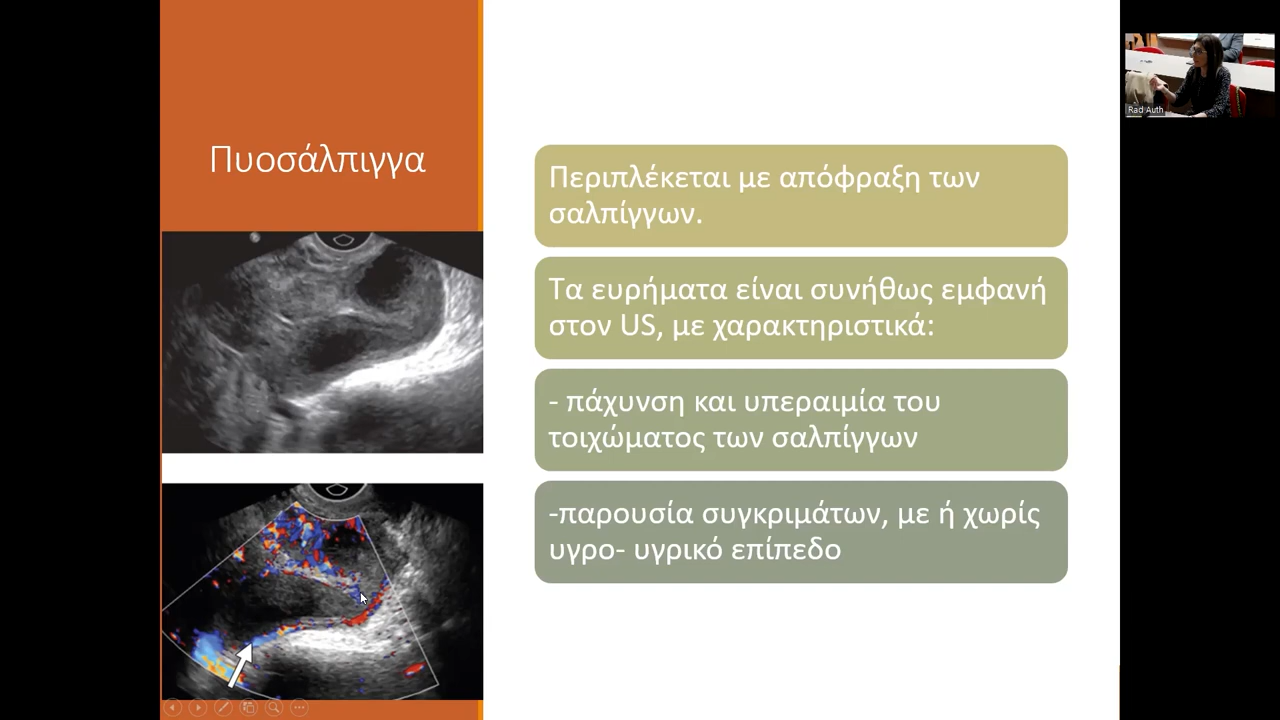 Πυοσάλπιγγα
Περιπλέκεται με απόφραξη των
σαλπίγγων.
Τα ευρήματα είναι συνήθως εμφανή
στον US, με χαρακτηριστικά:
- πάχυνση και υπεραιμία του
τοιχώματος των σαλπίγγων
-παρουσία συγκριμάτων, με ή χωρίς
υγρο- υγρικό επίπεδο
Rad Auth